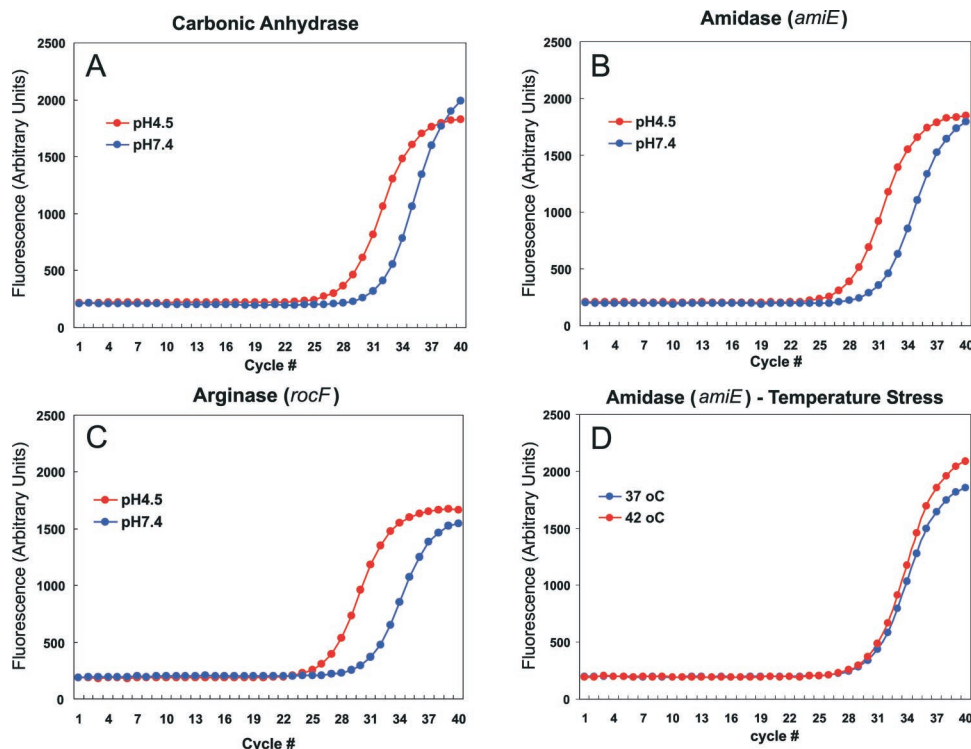 Carbonic Anhydrase
A
2500
2000
1500
1000
500
0
Fluorescence (Arbitrary Units)
pH4.5
pH7.4
1 4 7 10 13 16 19 22 25 28 31 34 37 40
Cycle #
Amidase (amiE)
B
2500
2000
1500
1000
500
0
Fluorescence (Arbitrary Units)
pH4.5
pH7.4
1 4 7 10 13 16 19 22 25 28 31 34 37 40
Cycle #
Arginase (rocF)
C
2500
2000
1500
1000
500
0
Fluorescence (Arbitrary Units)
pH4.5
pH7.4
1 4 7 10 13 16 19 22 25 28 31 34 37 40
Cycle #
Amidase (amiE) - Temperature Stress
D
2500
2000
1500
1000
500
0
Fluorescence (Arbitrary Units)
37 oC
42 oC
1 4 7 10 13 16 19 22 25 28 31 34 37 40
cycle #